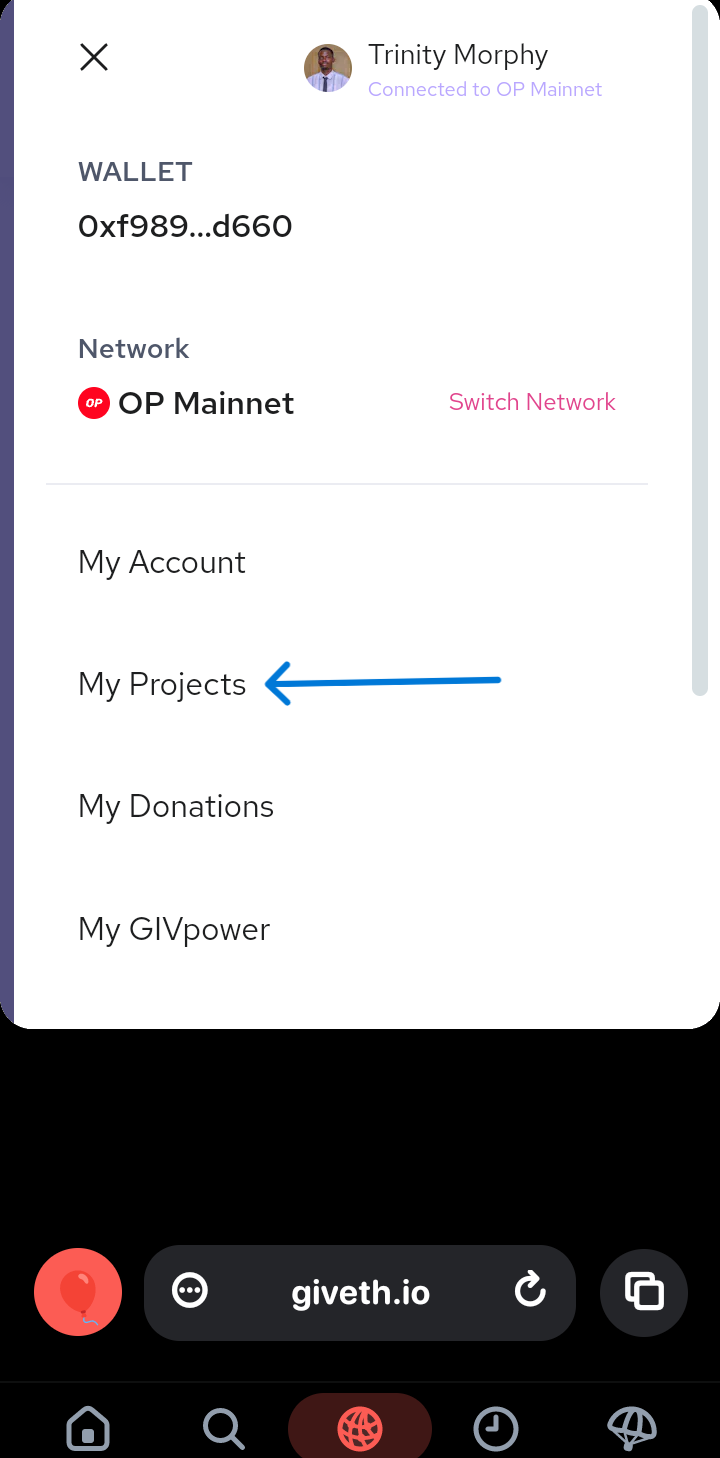 Trinity Morphy
Connected to OP Mainnet
WALLET
0xf989...d660
Network
OP OP Mainnet
Switch Network
My Account
My Projects
My Donations
My GIVpower
giveth.io